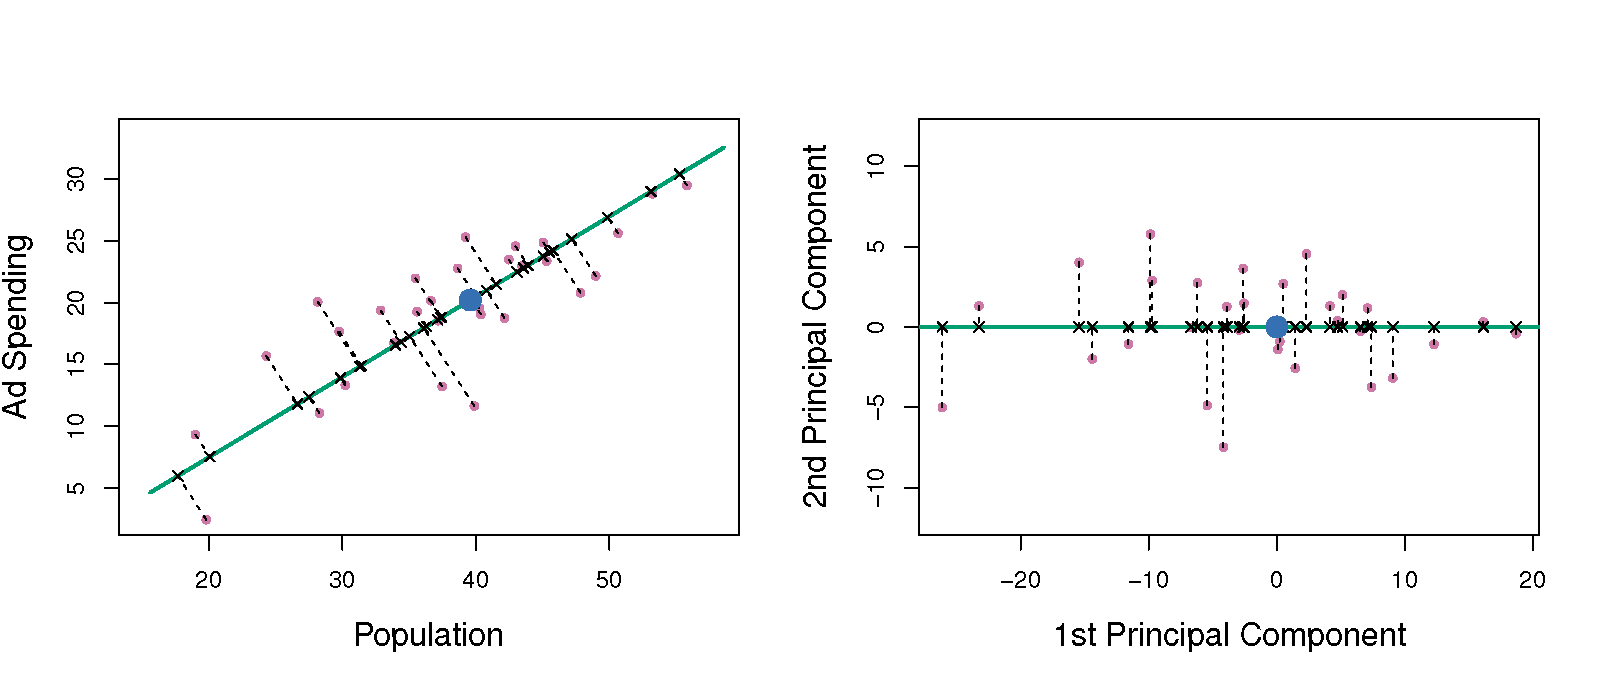 Ad Spending
30
25
20
15
10
5
20 30 40 50
Population
2nd Principal Component
10
5
0
−5
−10
−20 −10 0 10 20
1st Principal Component